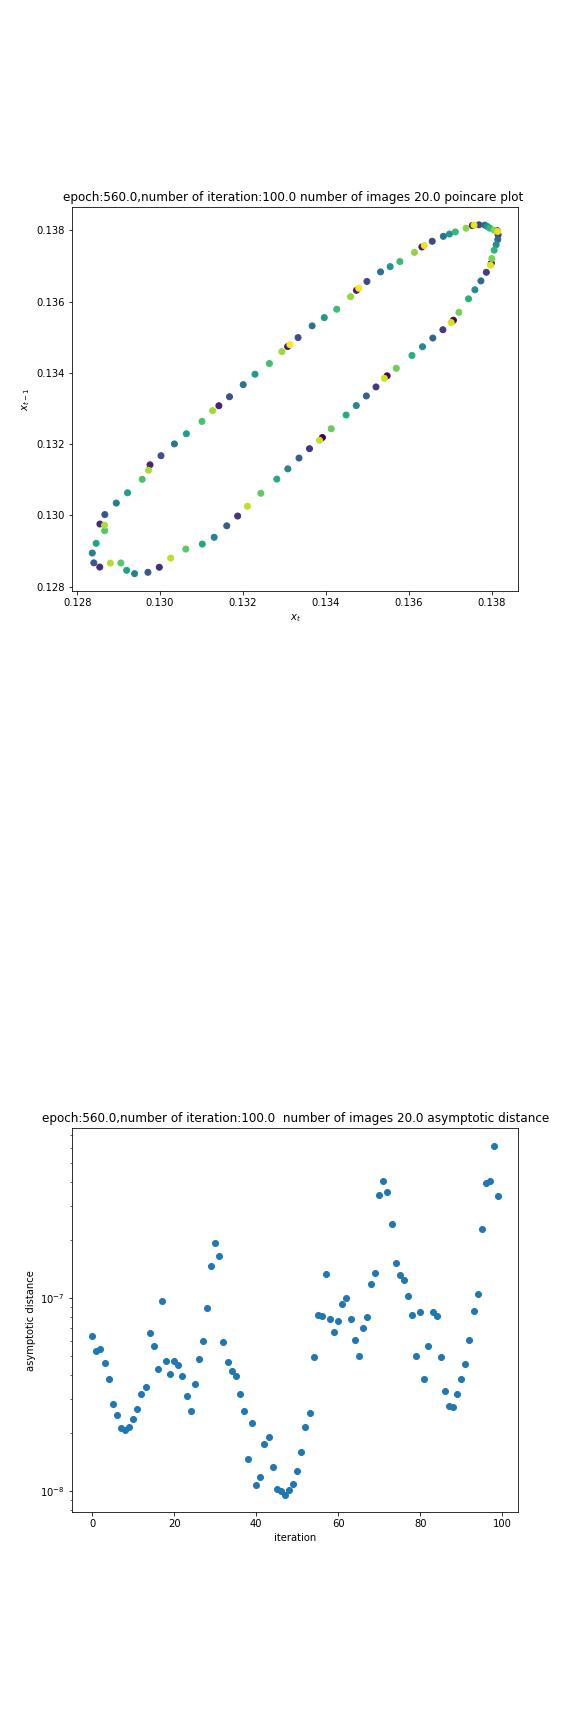 epoch:560.0,number of iteration:100.0 number of images 20.0 poincare plot
0.138
0.136
0.134
0.132
0.130
0.128
x_{t-1}
0.128 0.130 0.132 0.134 0.136 0.138
x_t
epoch:560.0,number of iteration:100.0  number of images 20.0 asymptotic distance
10^{-7}
10^{-8}
asymptotic distance
0 20 40 60 80 100
iteration